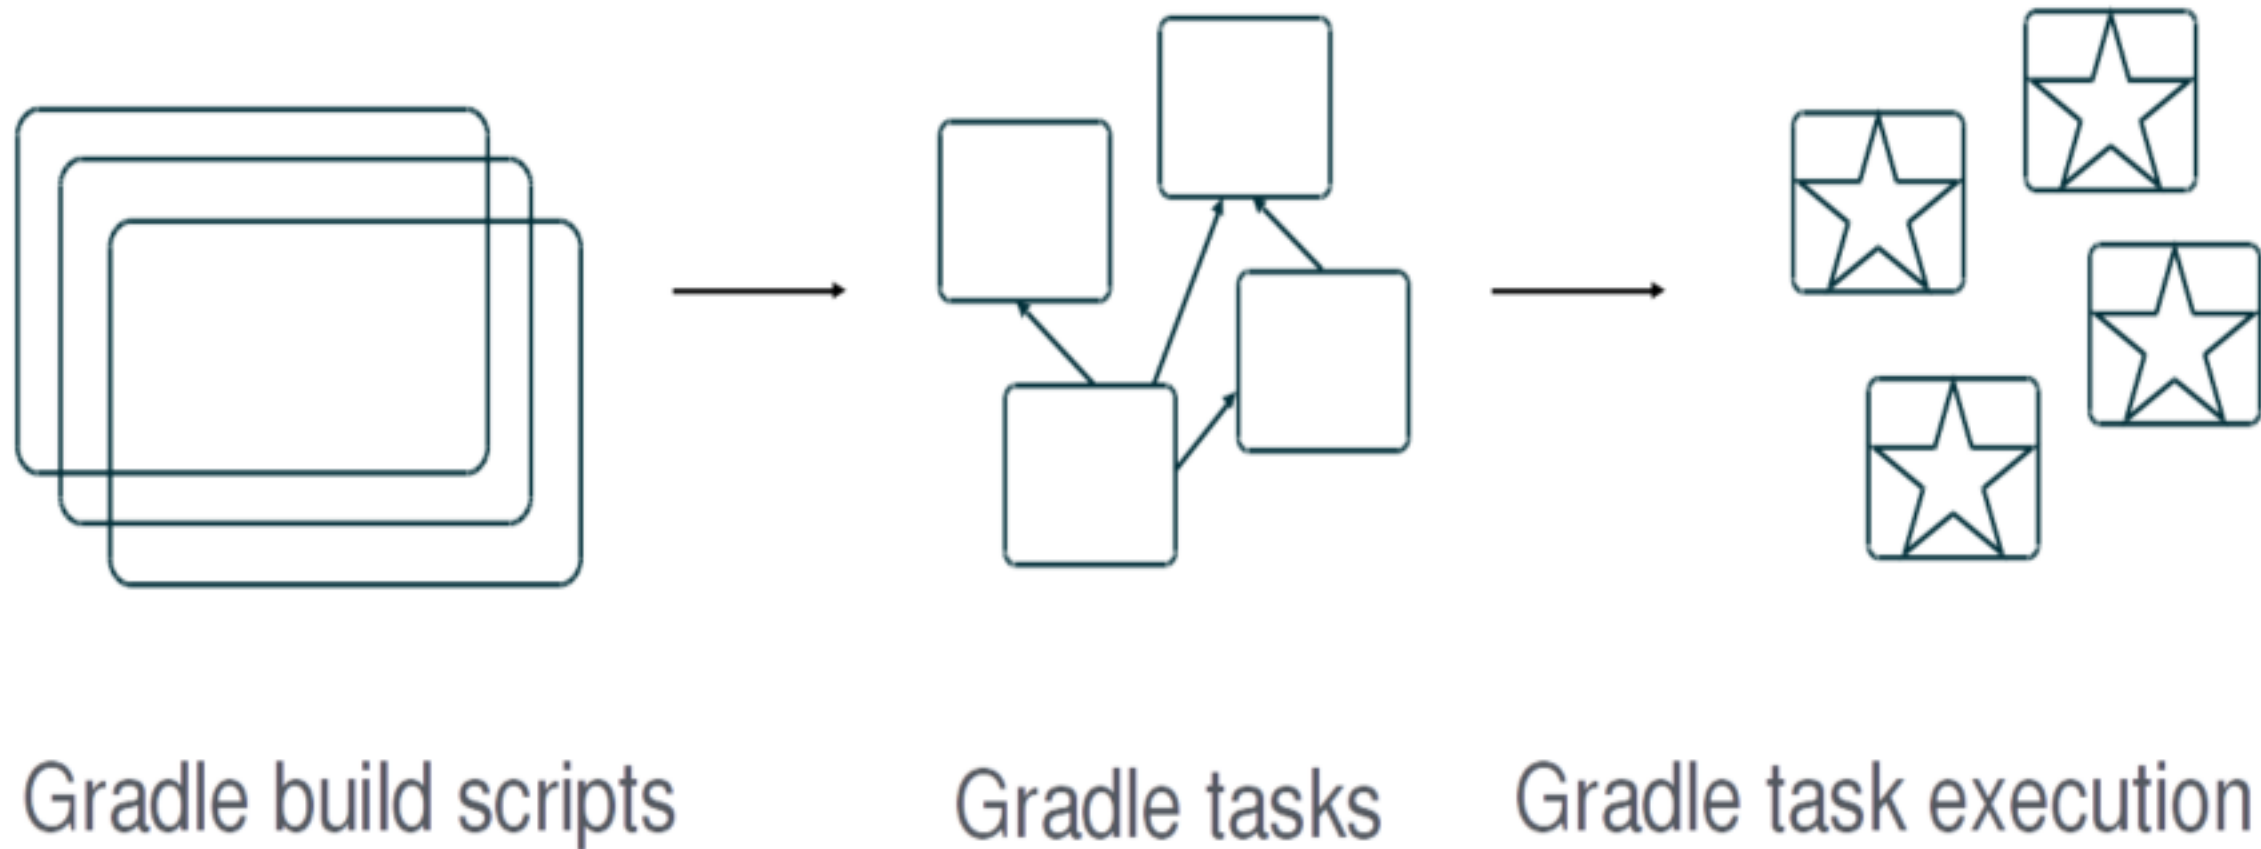 Gradle build scripts
Gradle tasks
Gradle task execution